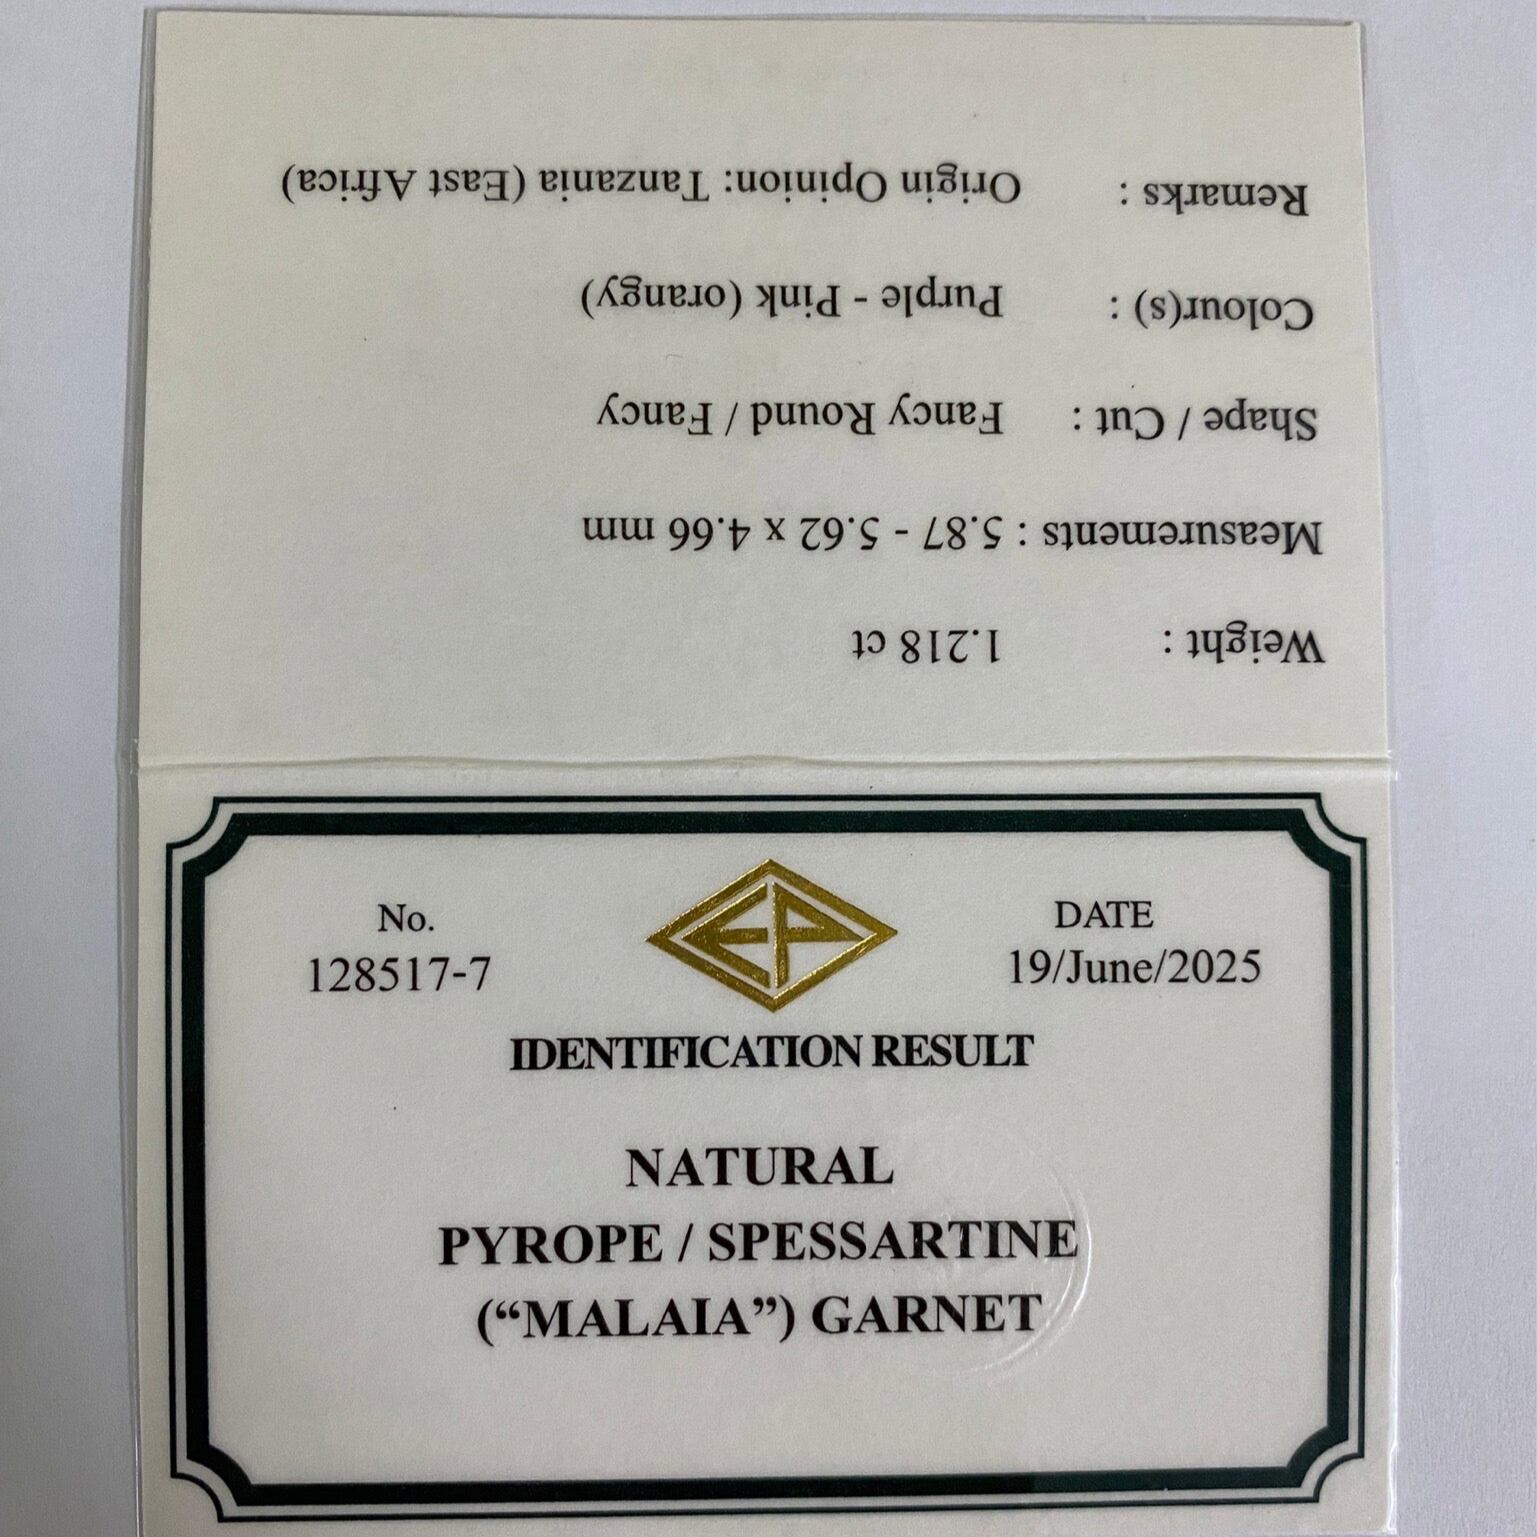 Weight : 1.218 ct
Measurements : 5.87 - 5.62 x 4.66 mm
Shape / Cut : Fancy Round / Fancy
Colour(s) : Purple - Pink (orangy)
Remarks : Origin Opinion: Tanzania (East Africa)
No. 
128517-7
EP
DATE
19/June/2025
IDENTIFICATION RESULT
NATURAL
PYROPE / SPESSARTINE
(“MALAIA”) GARNET